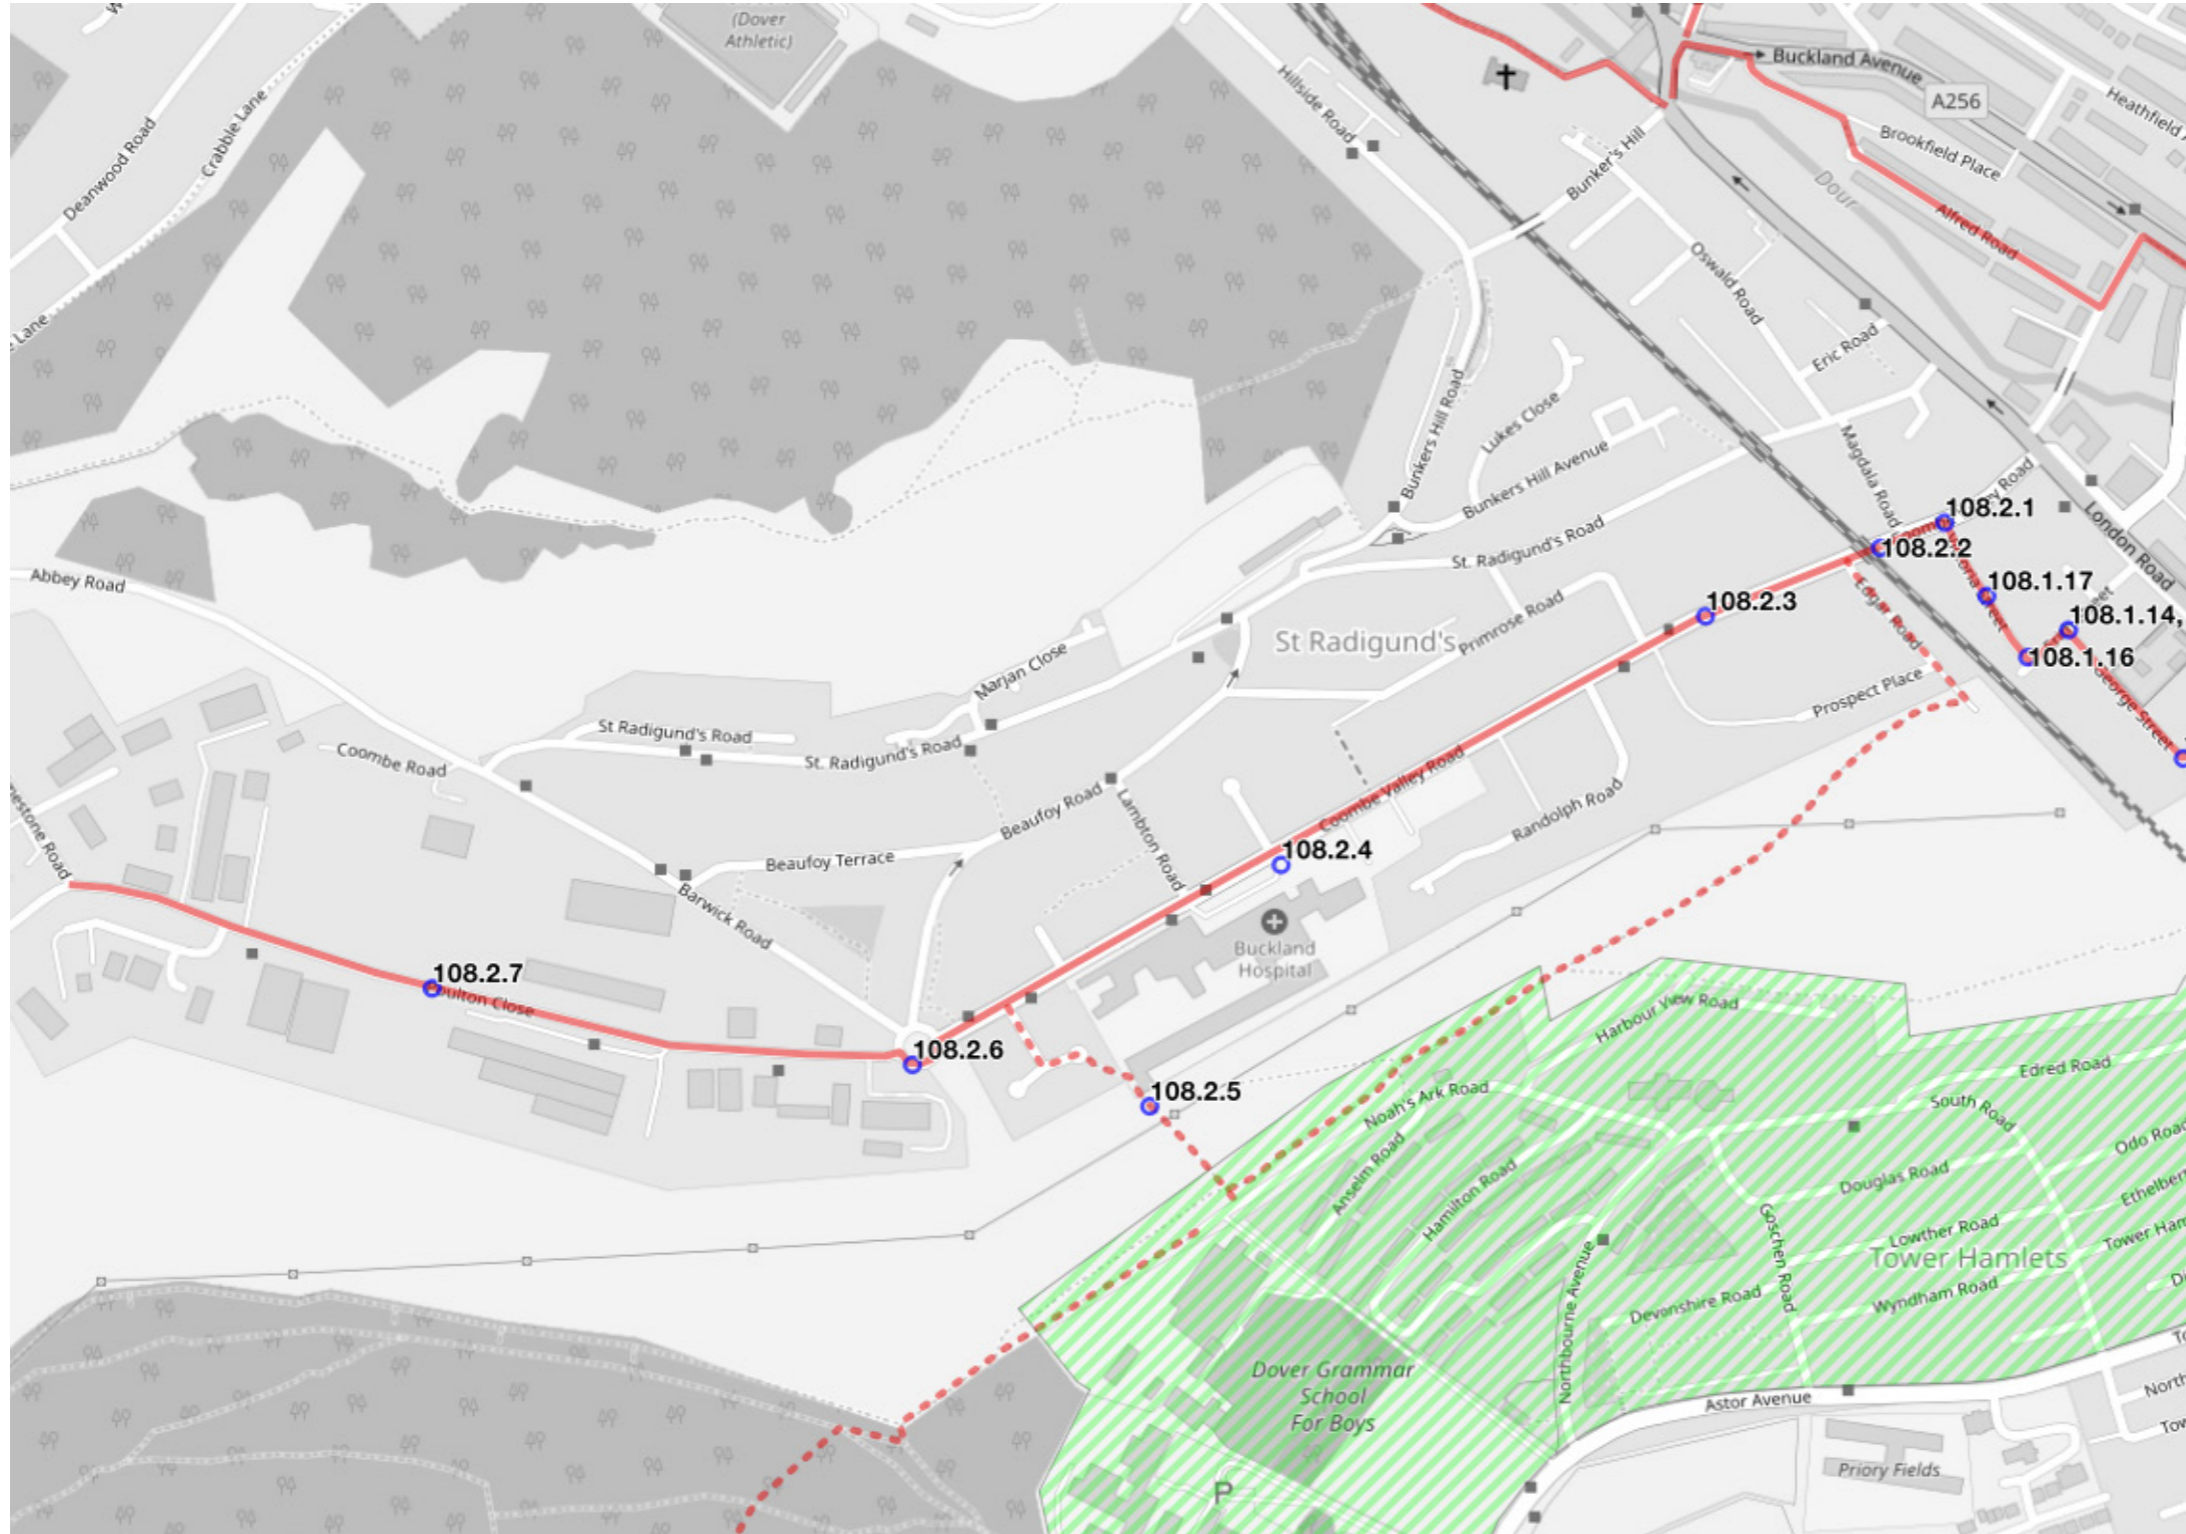 (Dover
Athletic)
Buckland Avenue
A256
Heathfield
Deanwood Road
Crabble Lane
Hillside Road
Bunker's Hill
Brookfield Place
Dour
Alfred Road
Oswald Road
Eric Road
Lane
Bunkers Hill Road
Lukes Close
Bunkers Hill Avenue
Magdala Road
Road
London Road
108.2.1
108.2.2
St. Radigund's Road
Abbey Road
108.1.17
108.2.3
108.1.14,
Edgar Road
St Radigund's
Primrose Road
108.1.16
Marjan Close
Prospect Place
George Street
St Radigund's Road
St. Radigund's Road
Coombe Road
Coombe Valley Road
Beaufoy Road
Lambton Road
Randolph Road
Road
Beaufoy Terrace
108.2.4
Barwick Road
Buckland
Hospital
108.2.7
Close
Harbour View Road
108.2.6
Edred Road
108.2.5
Noah's Ark Road
South Road
Odo Road
Anselm Road
Hamilton Road
Douglas Road
Goschen Road
Lowther Road
Tower Hamlets
Northbourne Avenue
Devonshire Road
Wyndham Road
Dover Grammar
School
For Boys
Astor Avenue
Priory Fields
P